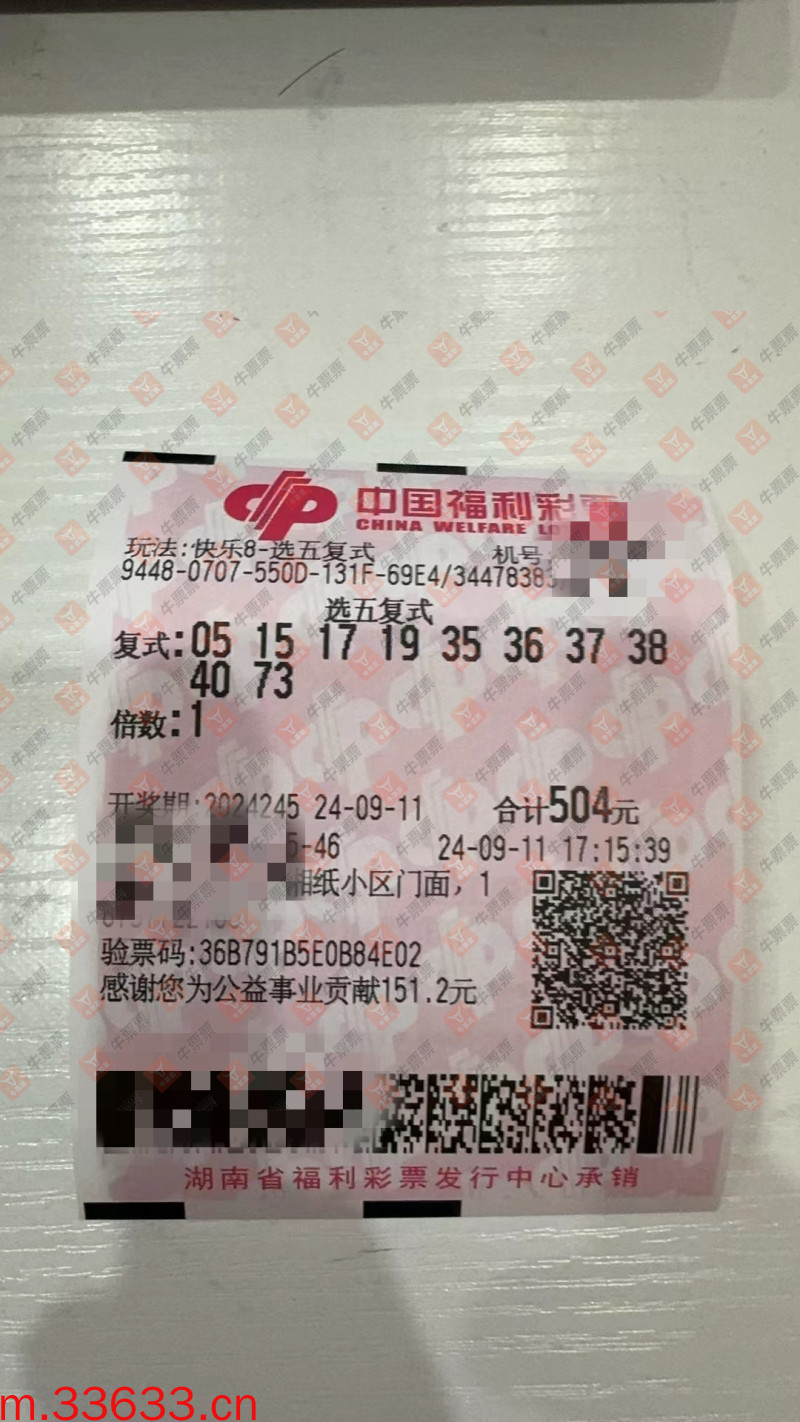 中国福利彩票
CHINA WELFARE LO
玩法:快乐8-选五复式 机号:
9448-0707-550D-131F-69E4/3447838
选五复式
复式:05 15 17 19 35 36 37 38
40 73
倍数:1
开奖期:2024245 24-09-11 合计504元
-46 24-09-11 17:15:39
湘纸小区门面，1
验票码:36B791B5E0B84E02
感谢您为公益事业贡献151.2元
湖南省福利彩票发行中心承销
牛票票
m.33633.cn